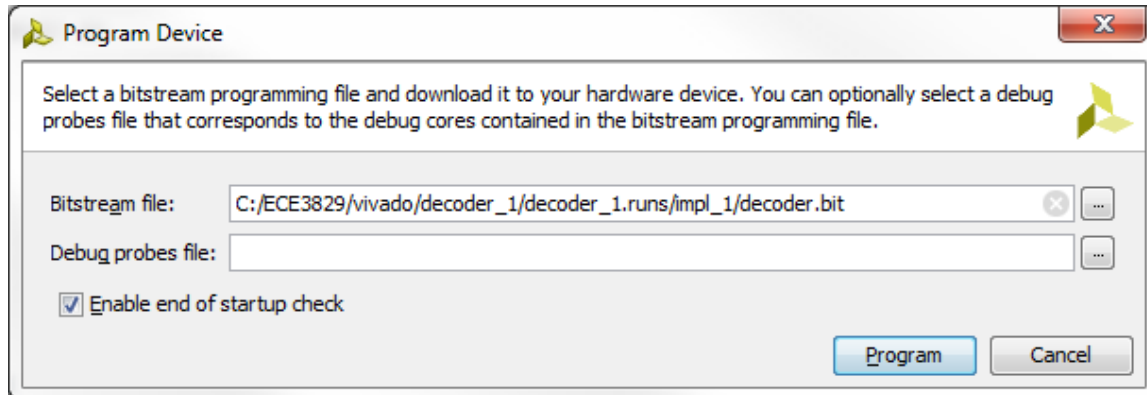 Program Device
Select a bitstream programming file and download it to your hardware device. You can optionally select a debug
probes file that corresponds to the debug cores contained in the bitstream programming file.
Bitstream file: C:/ECE3829/vivado/decoder_1/decoder_1.runs/impl_1/decoder.bit ...
Debug probes file: ...
Enable end of startup check
Program Cancel